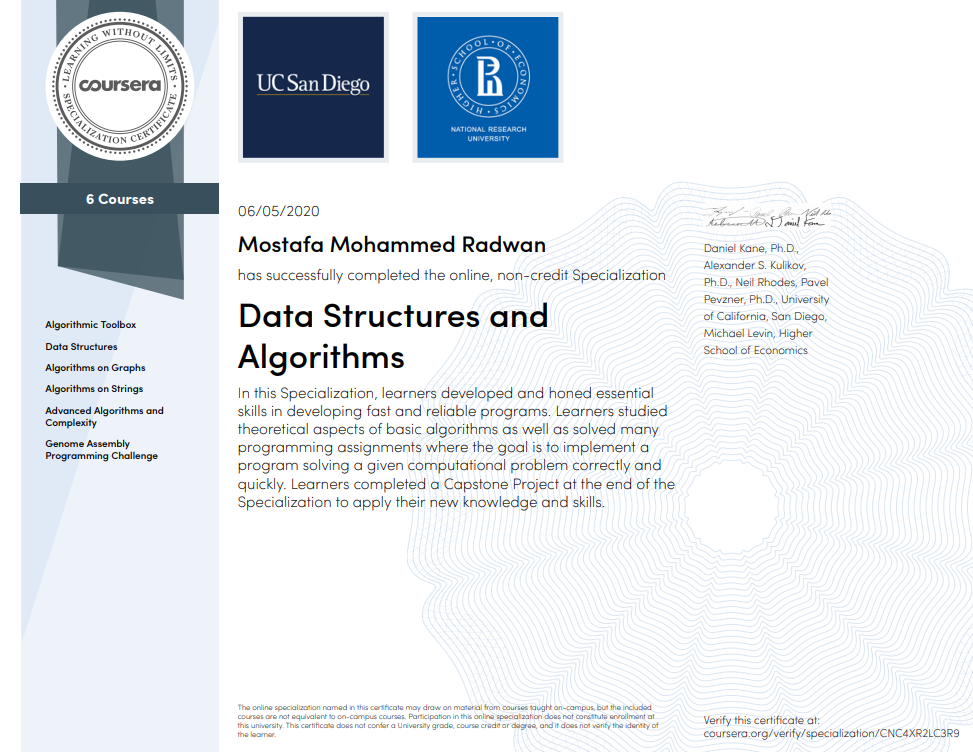 LEARNING WITHOUT LIMITS
coursera
SPECIALIZATION CERTIFICATE
6 Courses
Algorithmic Toolbox
Data Structures
Algorithms on Graphs
Algorithms on Strings
Advanced Algorithms and
Complexity
Genome Assembly
Programming Challenge
UC San Diego
HIGHER · SCHOOL · OF · ECONOMICS
NATIONAL RESEARCH
UNIVERSITY
06/05/2020
Mostafa Mohammed Radwan
has successfully completed the online, non-credit Specialization
Data Structures and
Algorithms
In this Specialization, learners developed and honed essential
skills in developing fast and reliable programs. Learners studied
theoretical aspects of basic algorithms as well as solved many
programming assignments where the goal is to implement a
program solving a given computational problem correctly and
quickly. Learners completed a Capstone Project at the end of the
Specialization to apply their new knowledge and skills.
Daniel Kane, Ph.D.,
Alexander S. Kulikov,
Ph.D., Neil Rhodes, Pavel
Pevzner, Ph.D., University
of California, San Diego,
Michael Levin, Higher
School of Economics
The online specialization named in this certificate may draw on material from courses taught on-campus, but the included
courses are not equivalent to on-campus courses. Participation in this online specialization does not constitute enrollment at
this university. This certificate does not confer a University grade, course credit or degree, and it does not verify the identity of
the learner.
Verify this certificate at:
coursera.org/verify/specialization/CNC4XR2LC3R9